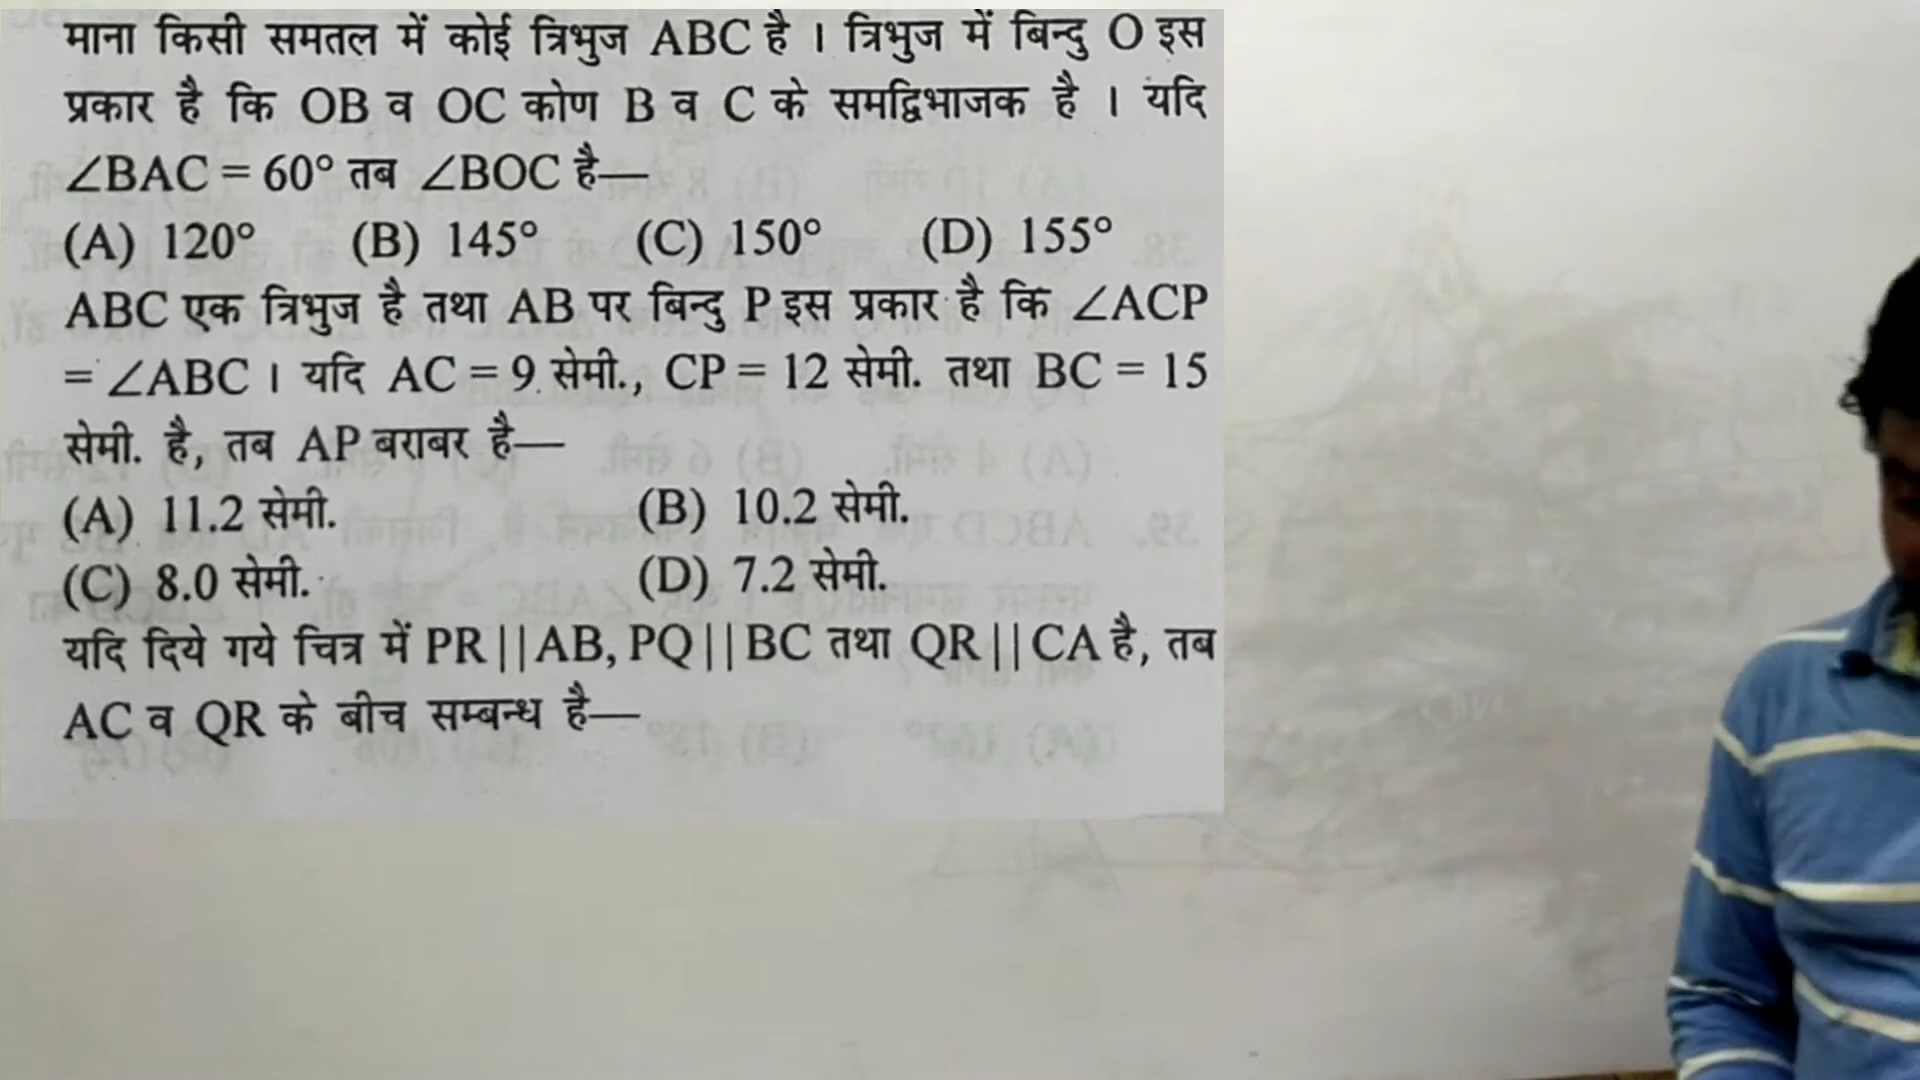 माना किसी समतल में कोई त्रिभुज ABC है । त्रिभुज में बिन्दु O इस
प्रकार है कि OB व OC कोण B व C के समद्विभाजक है । यदि
∠BAC = 60° तब ∠BOC है—
(A) 120° (B) 145° (C) 150° (D) 155°
ABC एक त्रिभुज है तथा AB पर बिन्दु P इस प्रकार है कि ∠ACP
= ∠ABC । यदि AC = 9 सेमी., CP = 12 सेमी. तथा BC = 15
सेमी. है, तब AP बराबर है—
(A) 11.2 सेमी. (B) 10.2 सेमी.
(C) 8.0 सेमी. (D) 7.2 सेमी.
यदि दिये गये चित्र में PR || AB, PQ || BC तथा QR || CA है, तब
AC व QR के बीच सम्बन्ध है—